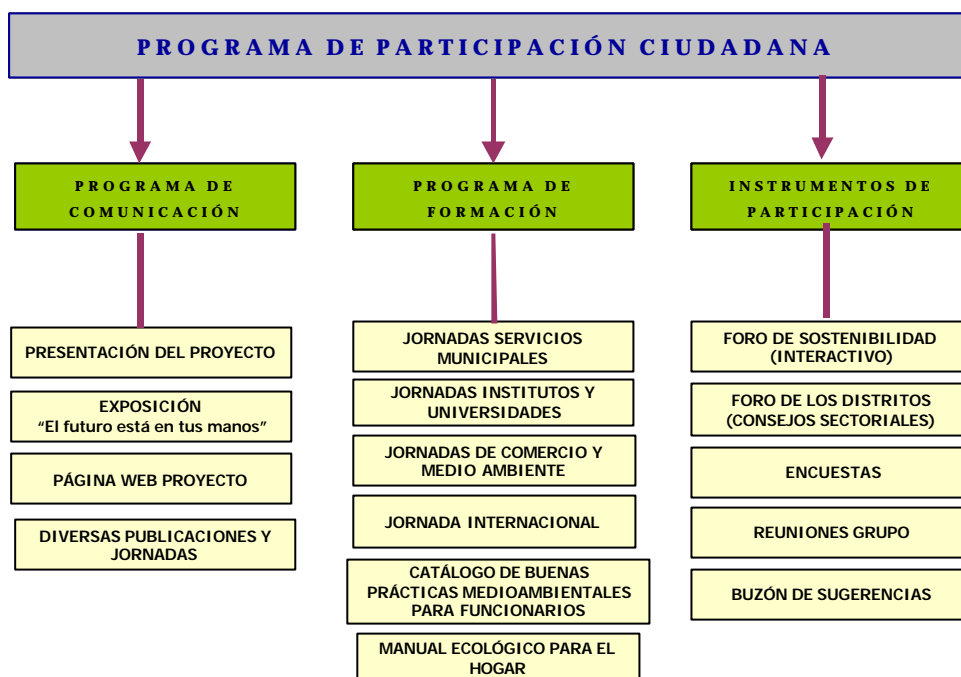 PROGRAMA DE PARTICIPACIÓN CIUDADANA
PROGRAMA DE
COMUNICACIÓN
PRESENTACIÓN DEL PROYECTO
EXPOSICIÓN
“El futuro está en tus manos”
PÁGINA WEB PROYECTO
DIVERSAS PUBLICACIONES Y
JORNADAS
PROGRAMA DE
FORMACIÓN
JORNADAS SERVICIOS
MUNICIPALES
JORNADAS INSTITUTOS Y
UNIVERSIDADES
JORNADAS DE COMERCIO Y
MEDIO AMBIENTE
JORNADA INTERNACIONAL
CATÁLOGO DE BUENAS
PRÁCTICAS MEDIOAMBIENTALES
PARA FUNCIONARIOS
MANUAL ECOLÓGICO PARA EL
HOGAR
INSTRUMENTOS DE
PARTICIPACIÓN
FORO DE SOSTENIBILIDAD
(INTERACTIVO)
FORO DE LOS DISTRITOS
(CONSEJOS SECTORIALES)
ENCUESTAS
REUNIONES GRUPO
BUZÓN DE SUGERENCIAS